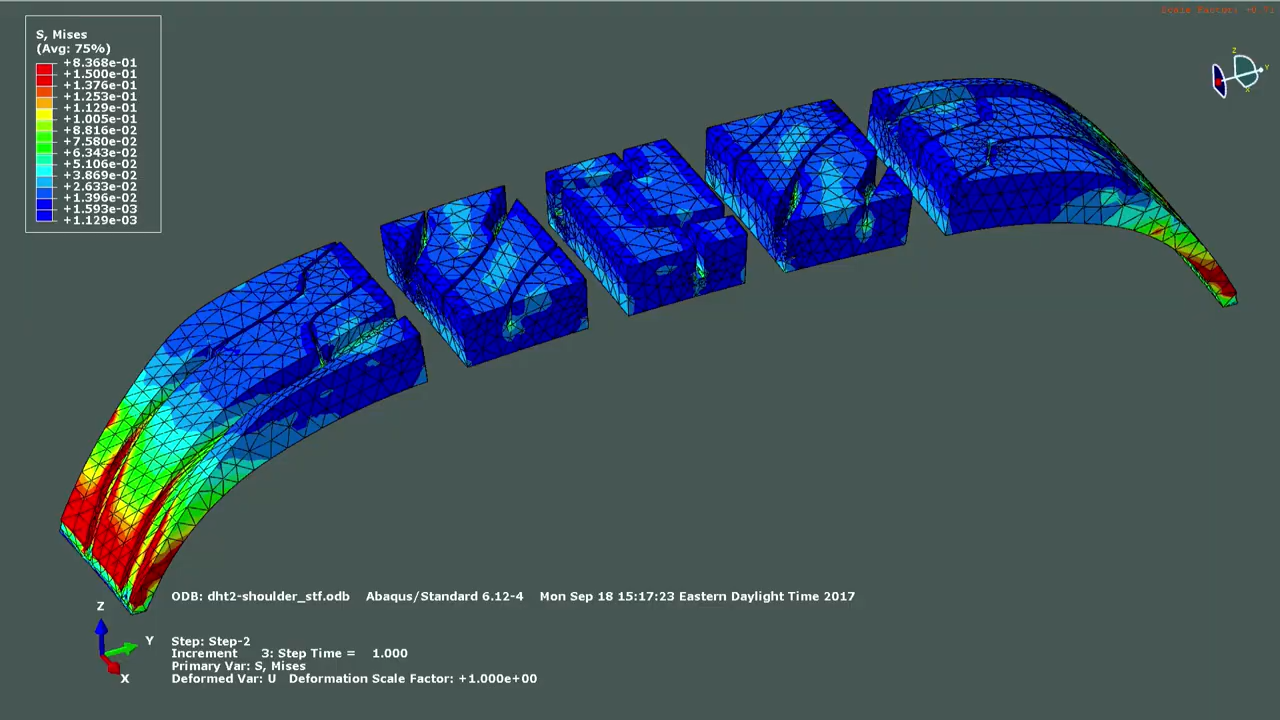 S, Mises
(Avg: 75%)
+8.368e-01
+1.500e-01
+1.376e-01
+1.253e-01
+1.129e-01
+1.005e-01
+8.816e-02
+7.580e-02
+6.343e-02
+5.106e-02
+3.869e-02
+2.633e-02
+1.396e-02
+1.593e-03
+1.129e-03
Z
Y
X
Z
Y
X
ODB: dht2-shoulder_stf.odb Abaqus/Standard 6.12-4 Mon Sep 18 15:17:23 Eastern Daylight Time 2017
Step: Step-2
Increment 3: Step Time = 1.000
Primary Var: S, Mises
Deformed Var: U Deformation Scale Factor: +1.000e+00